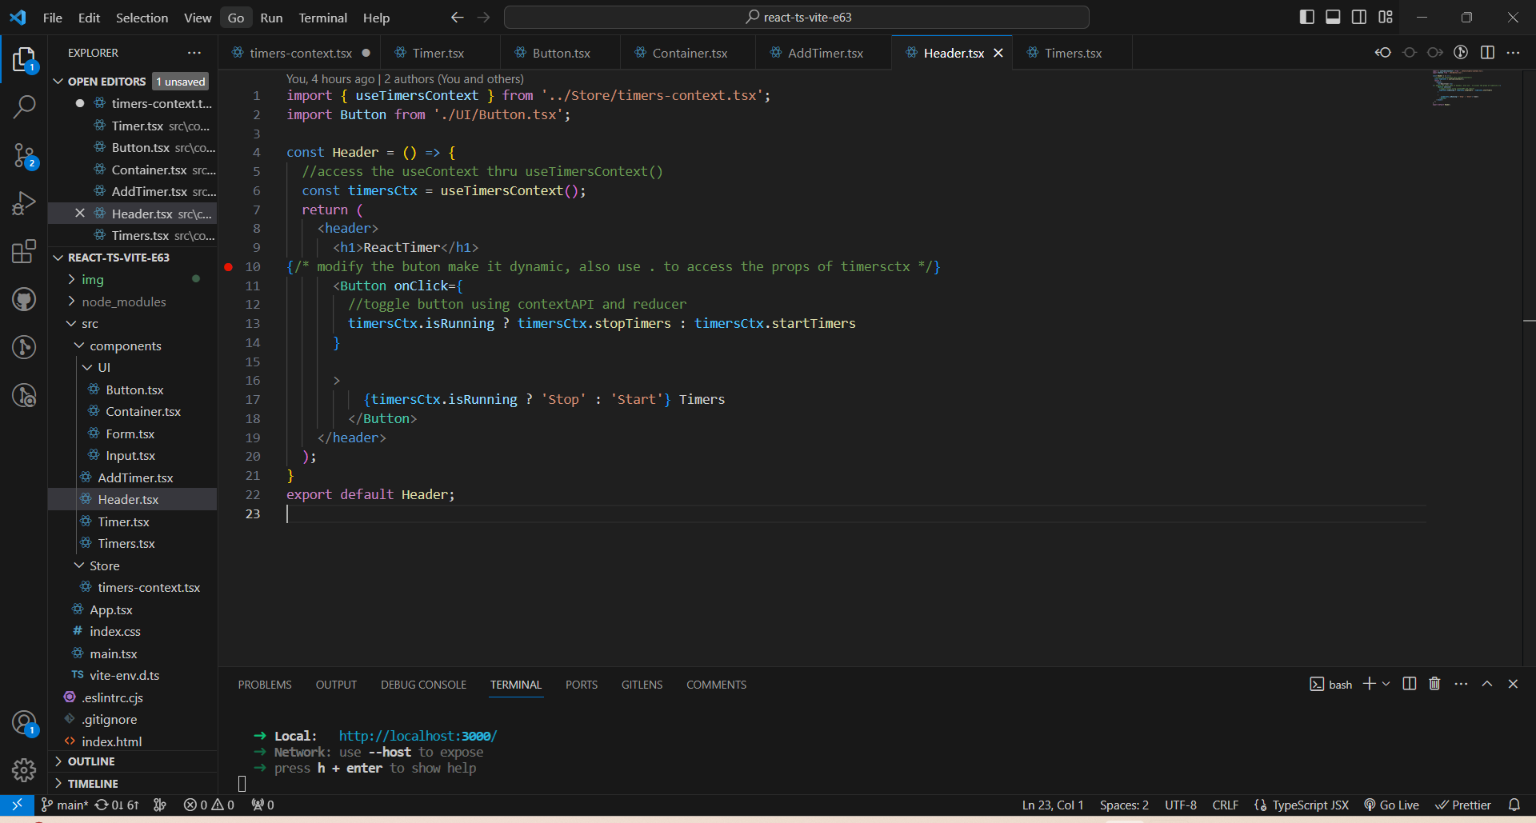 File Edit Selection View Go Run Terminal Help
react-ts-vite-e63
EXPLORER
OPEN EDITORS 1 unsaved
timers-context.t...
Timer.tsx src\co...
Button.tsx src\co...
Container.tsx src...
AddTimer.tsx src...
Header.tsx src\c...
Timers.tsx src\co...
REACT-TS-VITE-E63
img
node_modules
src
components
UI
Button.tsx
Container.tsx
Form.tsx
Input.tsx
AddTimer.tsx
Header.tsx
Timer.tsx
Timers.tsx
Store
timers-context.tsx
App.tsx
# index.css
main.tsx
TS vite-env.d.ts
.eslintrc.cjs
.gitignore
<> index.html
OUTLINE
TIMELINE
1
2
1
timers-context.tsx Timer.tsx Button.tsx Container.tsx AddTimer.tsx Header.tsx Timers.tsx
You, 4 hours ago | 2 authors (You and others)
1 import { useTimersContext } from '../Store/timers-context.tsx';
2 import Button from './UI/Button.tsx';
3
4 const Header = () => {
5 //access the useContext thru useTimersContext()
6 const timersCtx = useTimersContext();
7 return (
8 <header>
9 <h1>ReactTimer</h1>
10 {/* modify the buton make it dynamic, also use . to access the props of timersctx */}
11 <Button onClick={
12 //toggle button using contextAPI and reducer
13 timersCtx.isRunning ? timersCtx.stopTimers : timersCtx.startTimers
14 }
15
16 >
17 {timersCtx.isRunning ? 'Stop' : 'Start'} Timers
18 </Button>
19 </header>
20 );
21 }
22 export default Header;
23
PROBLEMS OUTPUT DEBUG CONSOLE TERMINAL PORTS GITLENS COMMENTS
bash
➜ Local: http://localhost:3000/
➜ Network: use --host to expose
➜ press h + enter to show help
main* 0↓ 6↑ 0 0 0 Ln 23, Col 1 Spaces: 2 UTF-8 CRLF {} TypeScript JSX Go Live Prettier